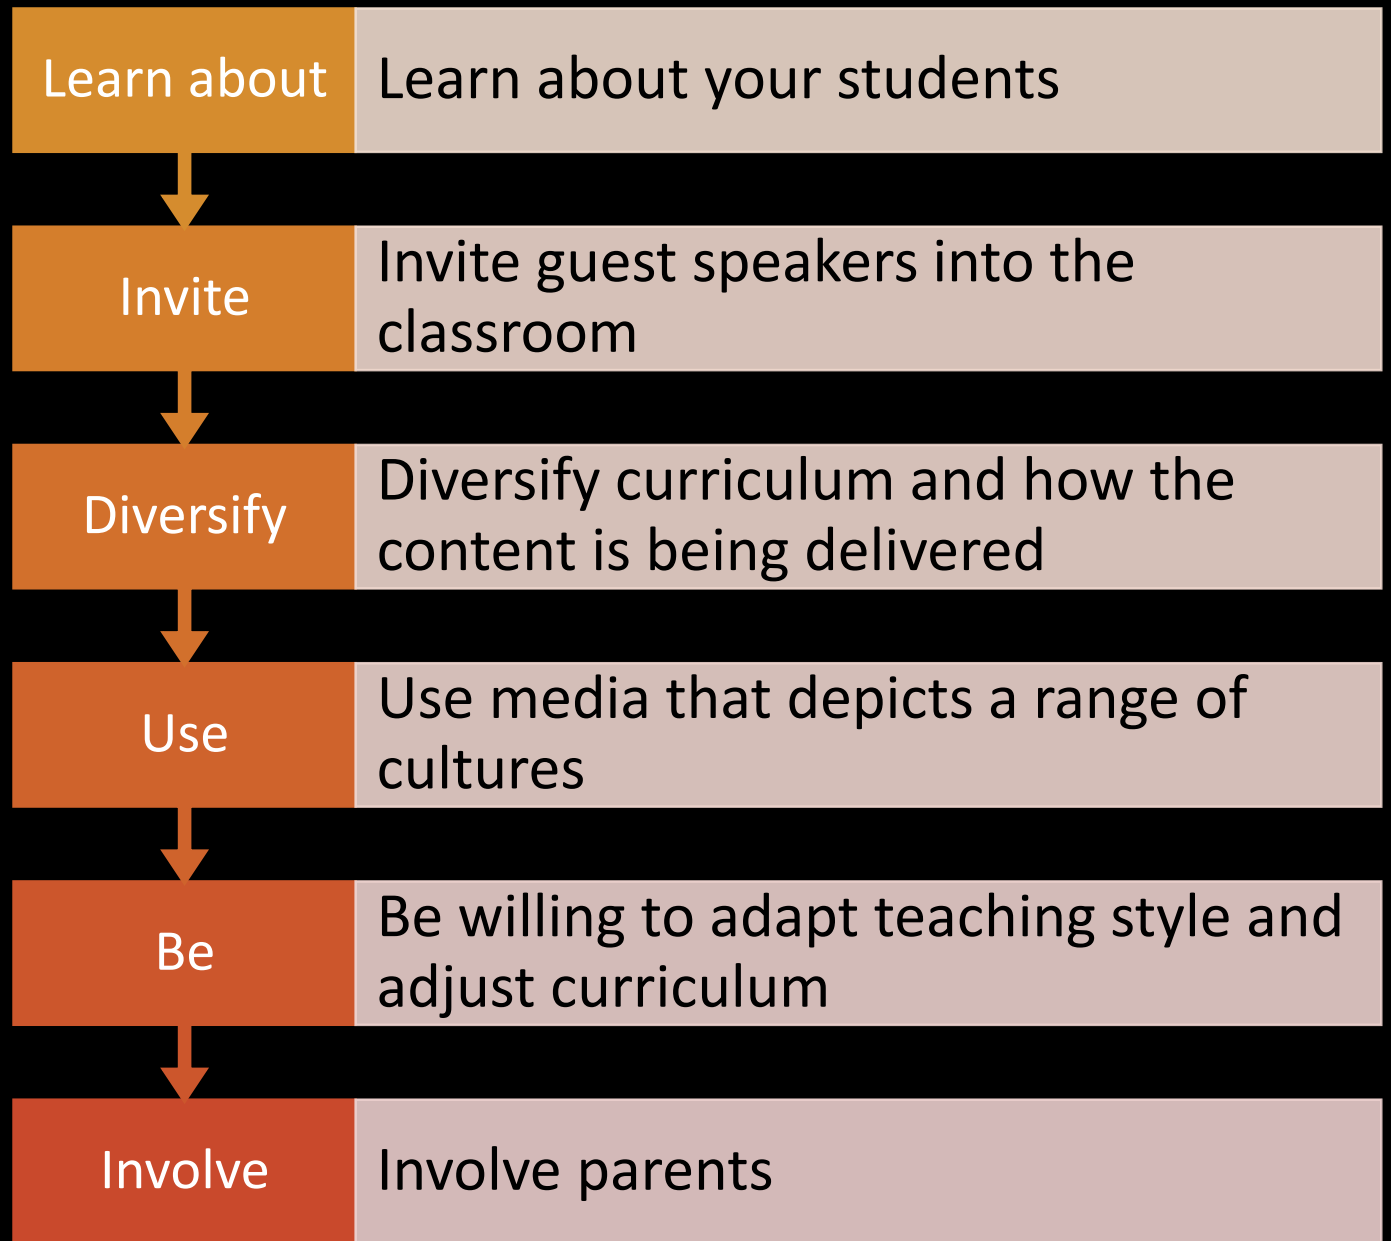 Learn about
Learn about your students
Invite
Invite guest speakers into the
classroom
Diversify
Diversify curriculum and how the
content is being delivered
Use
Use media that depicts a range of
cultures
Be
Be willing to adapt teaching style and
adjust curriculum
Involve
Involve parents